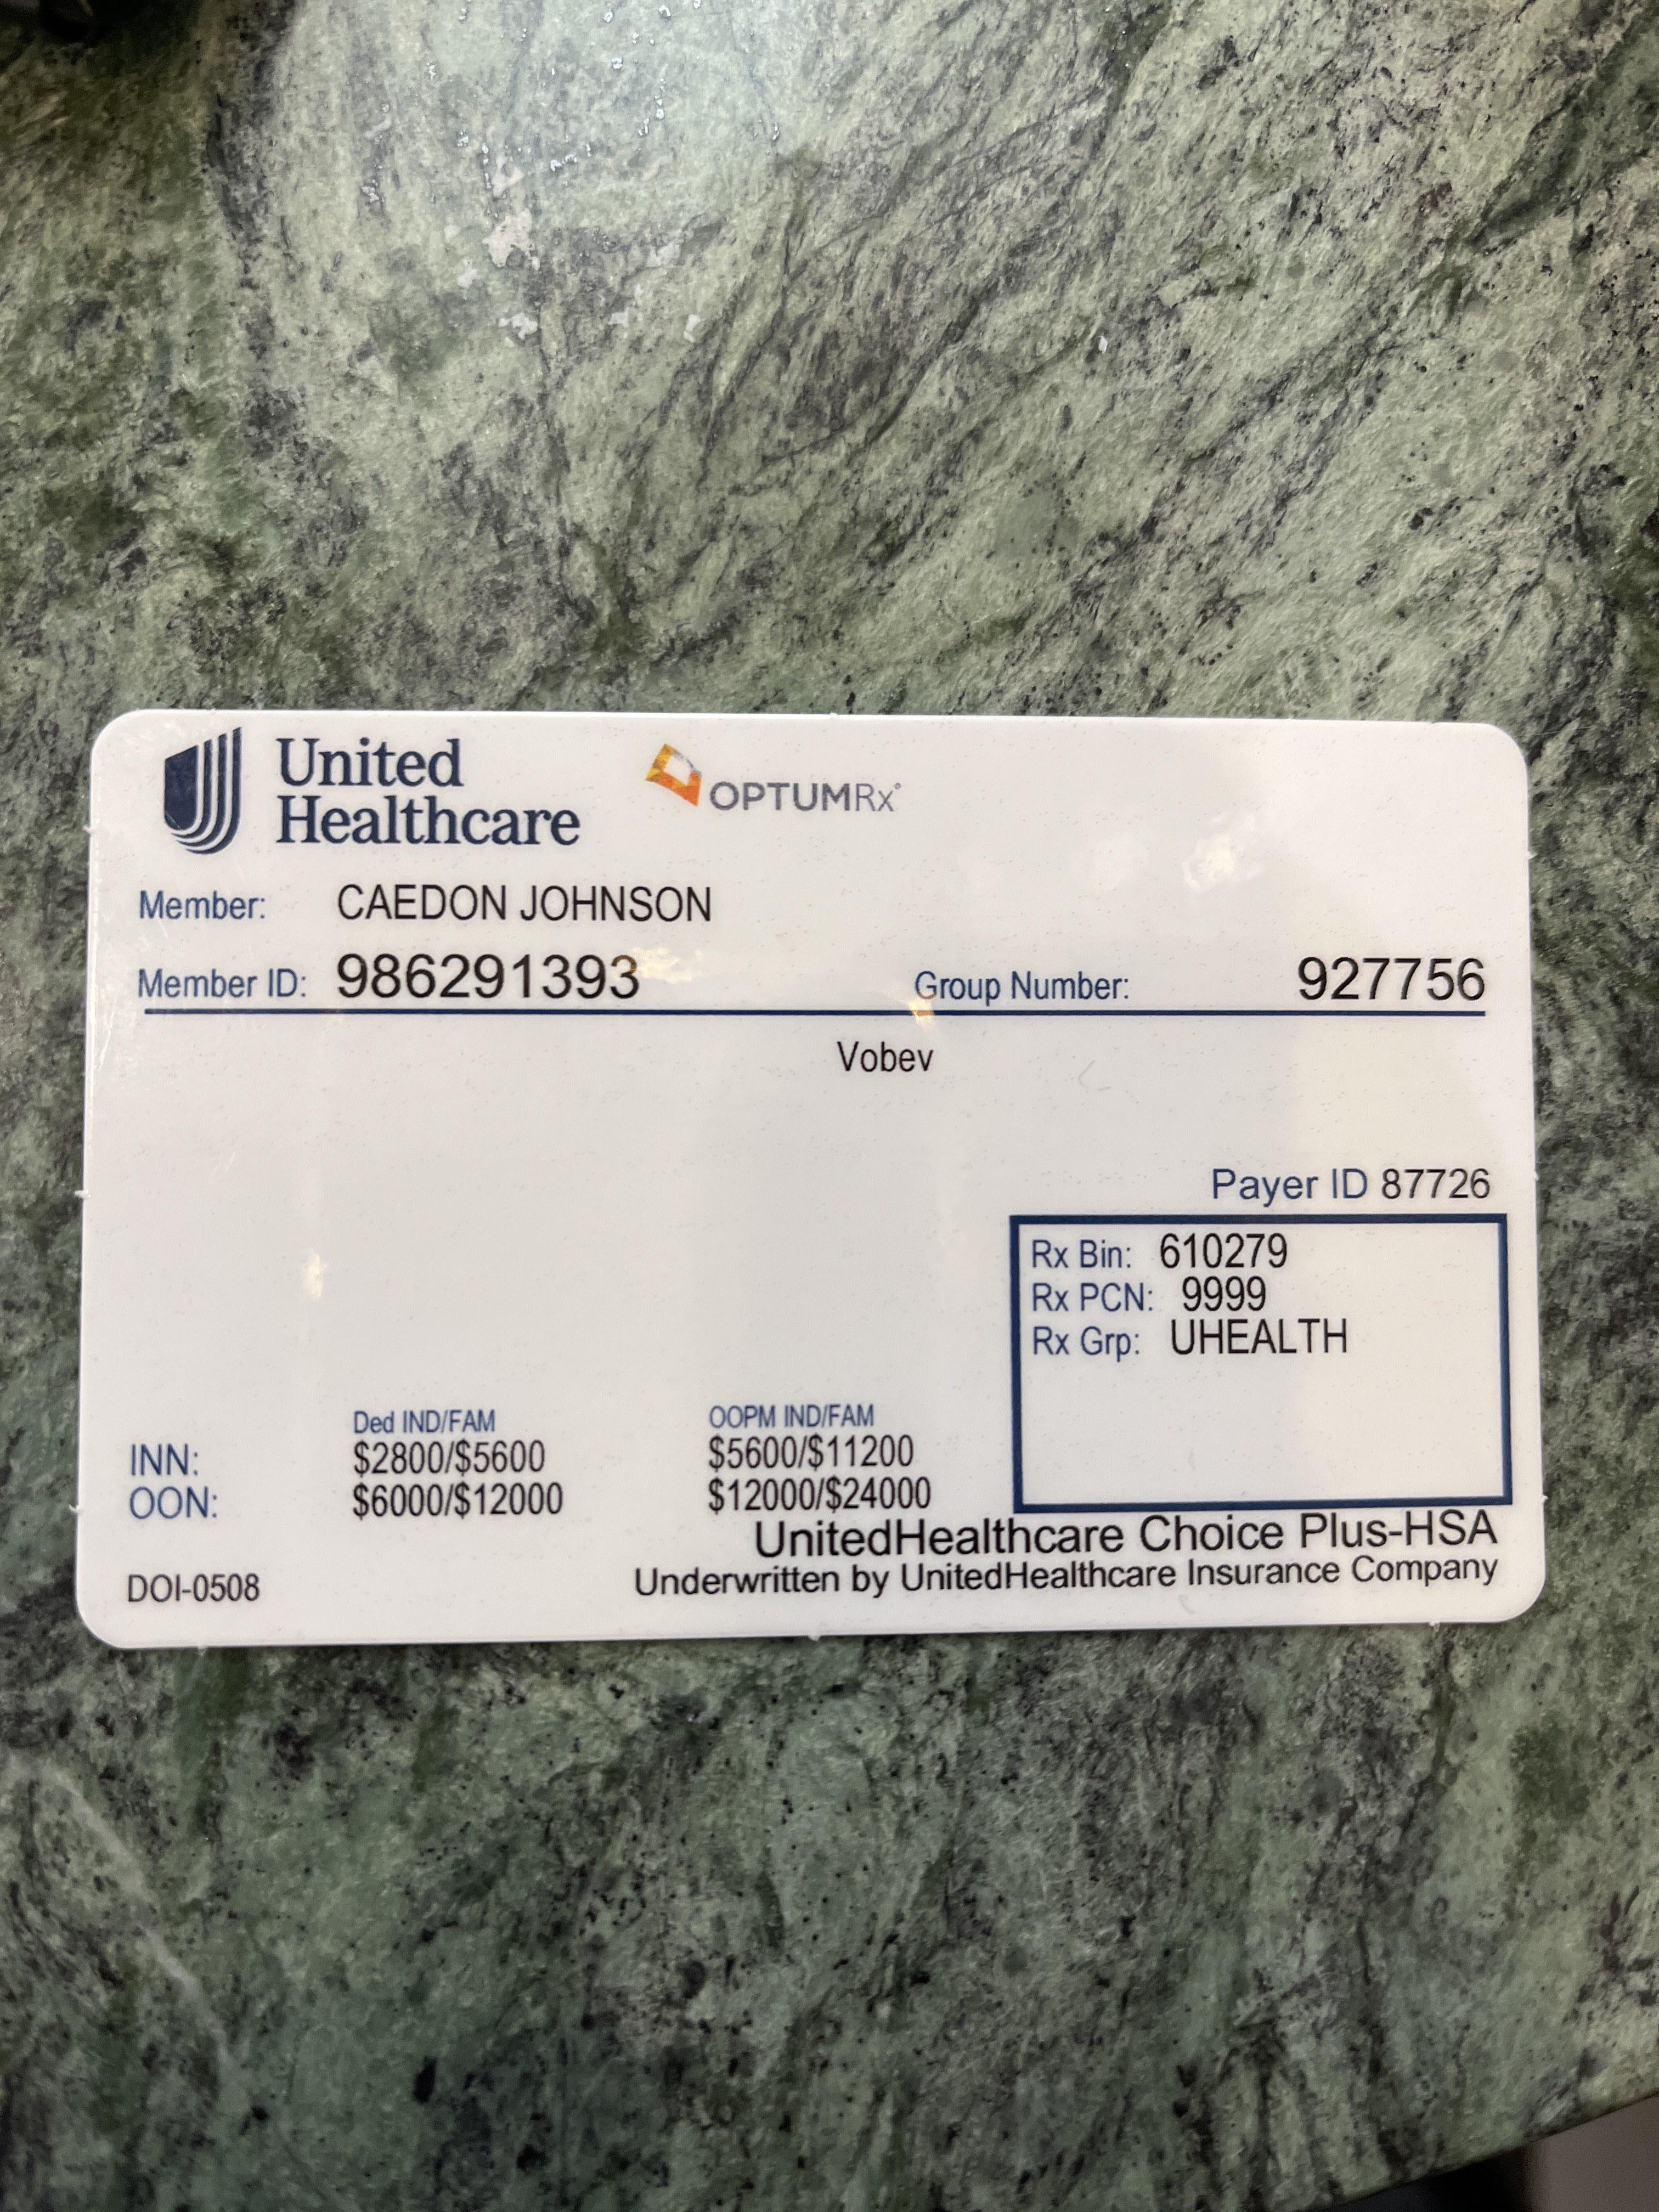 United
Healthcare
OPTUMRx®
Member: CAEDON JOHNSON
Member ID: 986291393 Group Number: 927756
Vobev
Payer ID 87726
Rx Bin: 610279
Rx PCN: 9999
Rx Grp: UHEALTH
Ded IND/FAM OOPM IND/FAM
INN: $2800/$5600 $5600/$11200
OON: $6000/$12000 $12000/$24000
UnitedHealthcare Choice Plus-HSA
DOI-0508 Underwritten by UnitedHealthcare Insurance Company